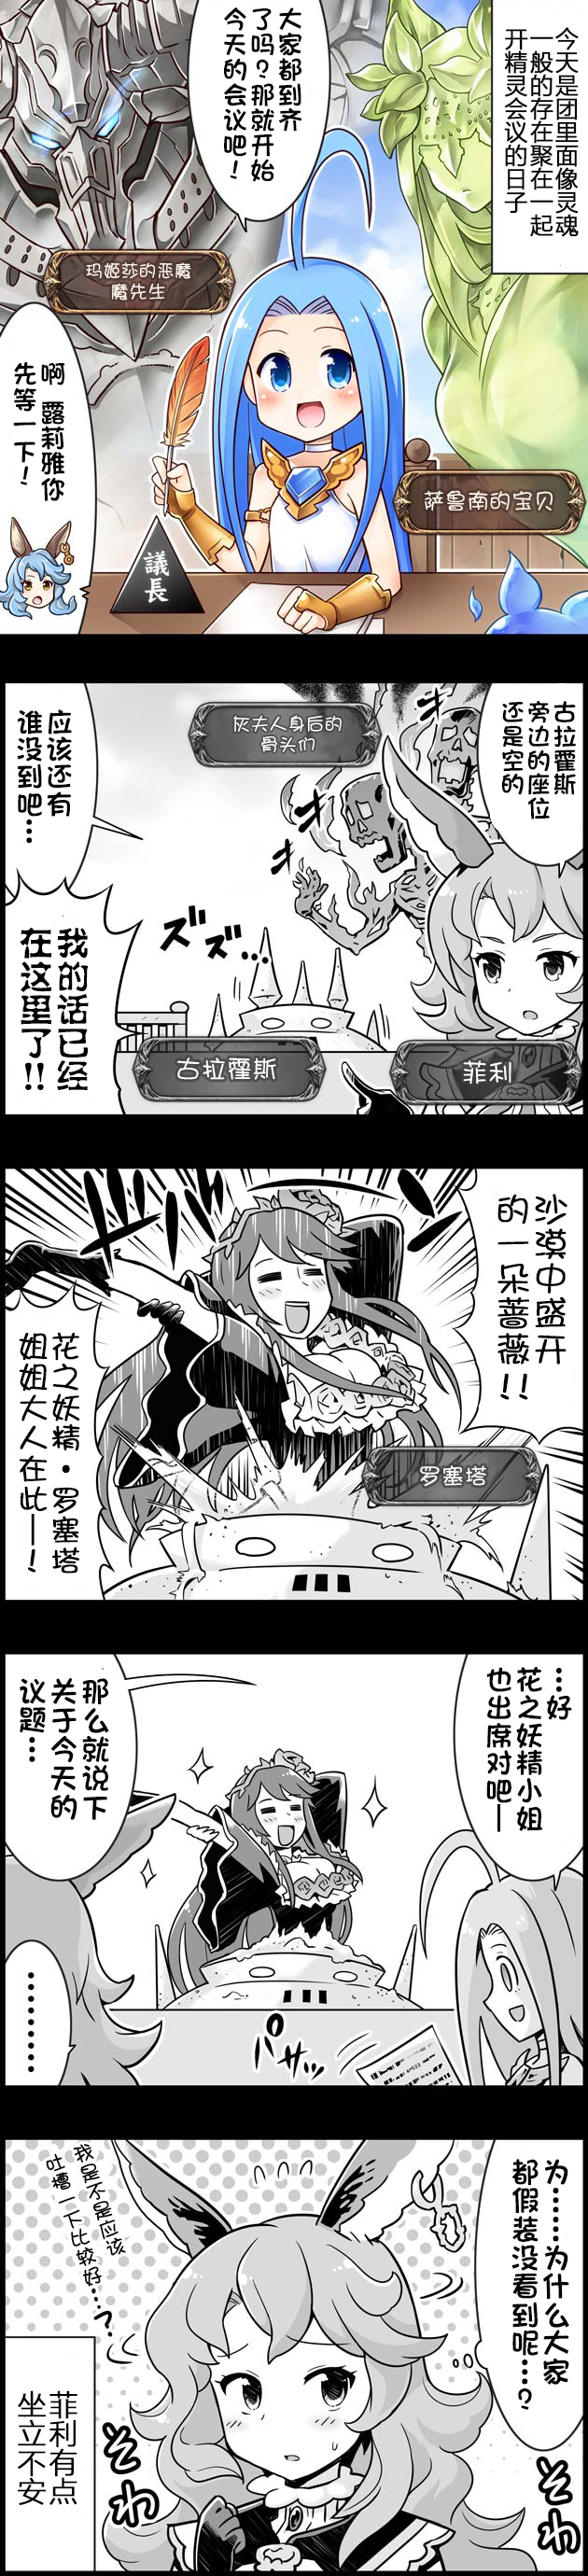 今天是团里面像灵魂
一般的存在聚在一起
开精灵会议的日子
大家都到齐
了吗？那就开始
今天的会议吧！
玛姬莎的恶魔
魔先生
啊 露莉雅你
先等一下！
萨鲁南的宝贝
議長
古拉霍斯
旁边的座位
还是空的
灰夫人身后的
骨头们
应该还有
谁没到吧…
ズズ…
我的话已经
在这里了!!
古拉霍斯
菲利
沙漠中盛开
的一朵蔷薇!!
花之妖精·罗塞塔
姐姐大人在此—！
罗塞塔
…好
花之妖精小姐
也出席对吧—
那么就说下
关于今天的
议题…
………
パサッ
为……为什么大家
都假装没看到呢…？
我是不是应该
吐槽一下比较好…？
菲利有点
坐立不安
そわ
そわ